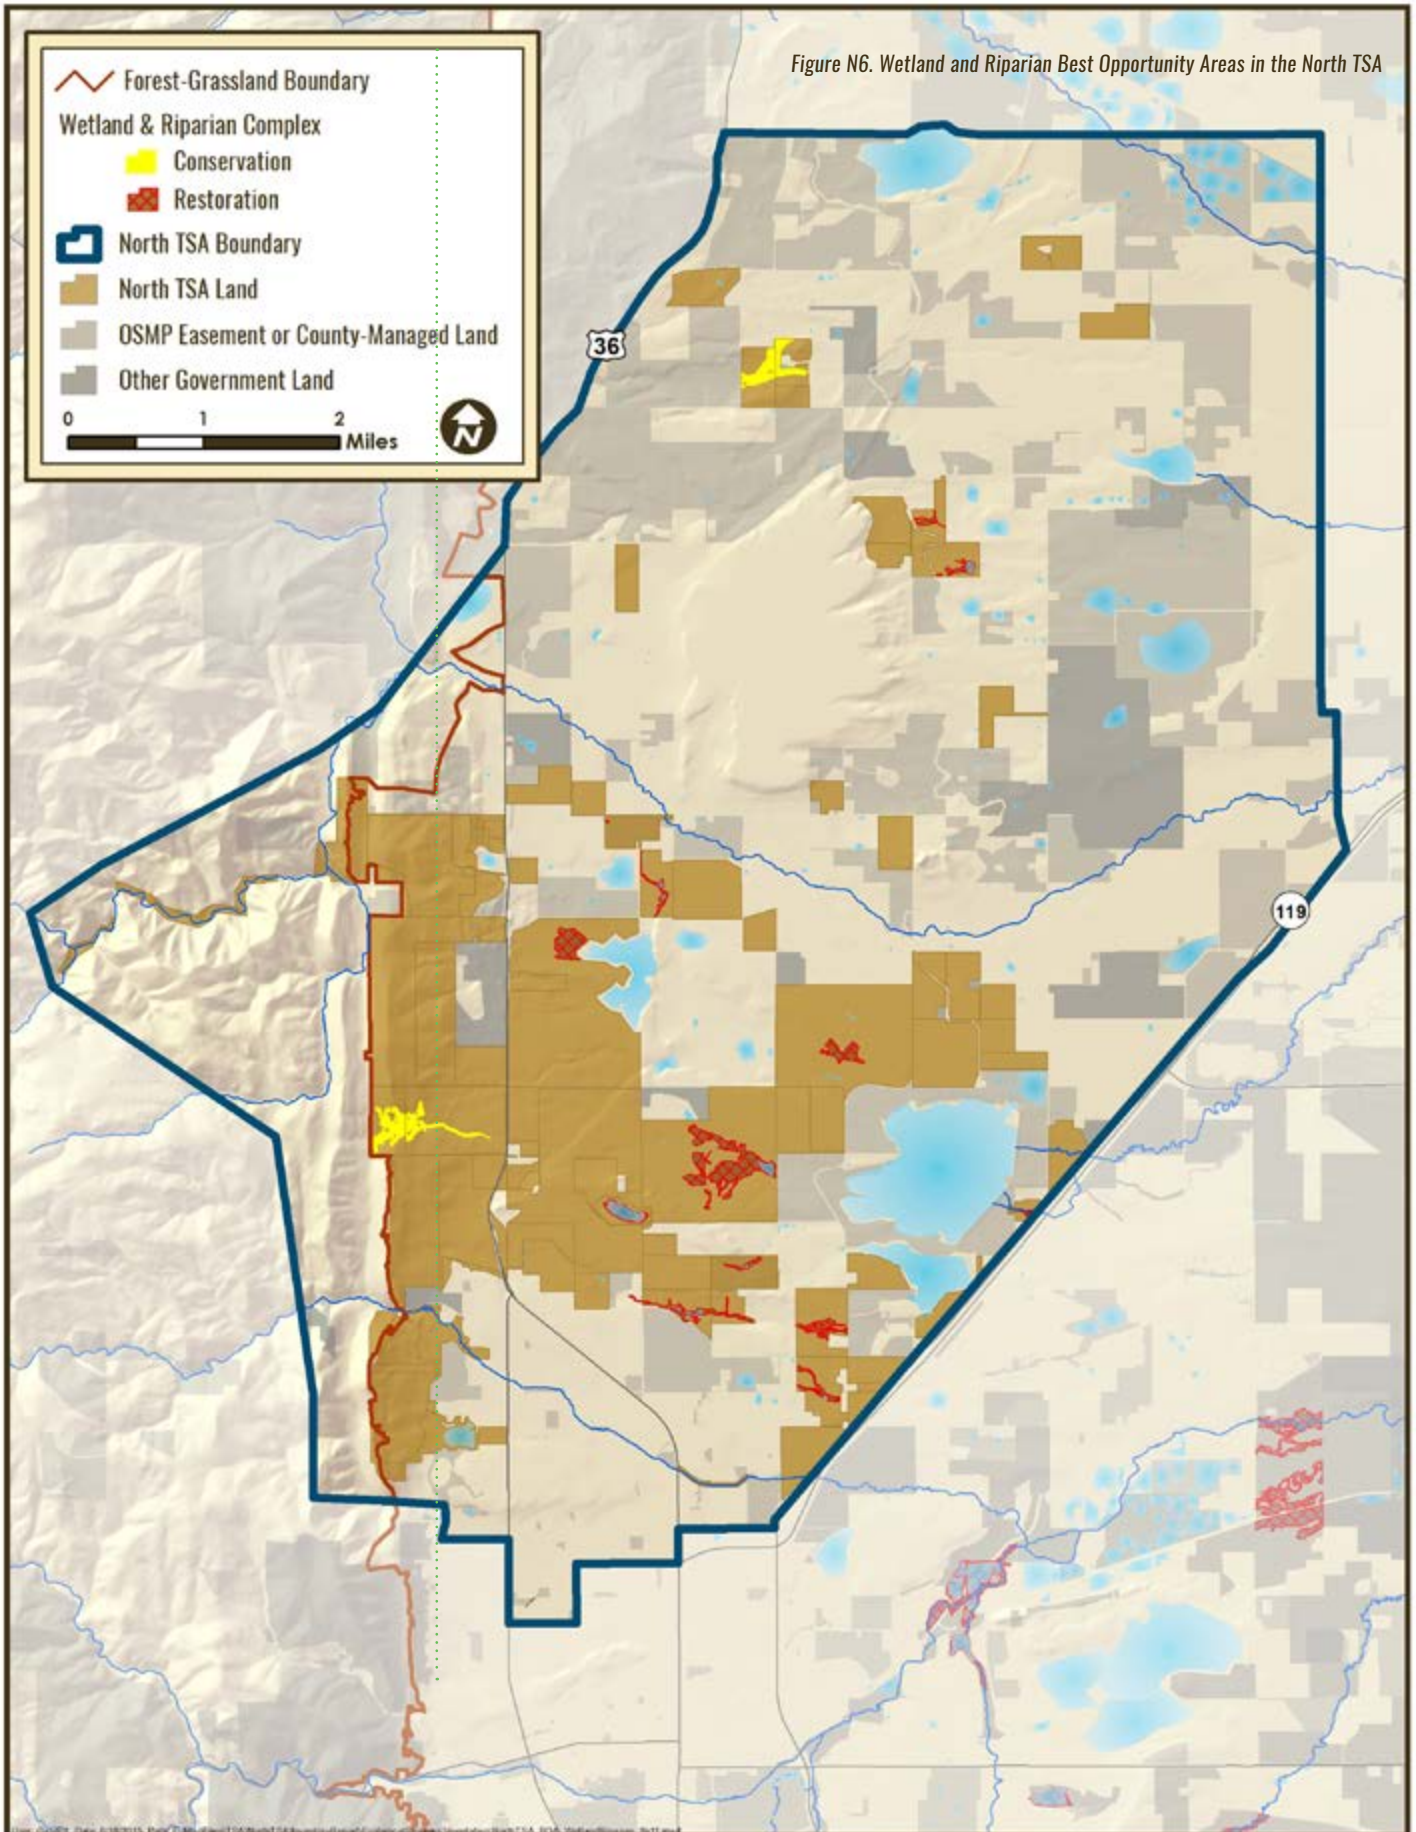 Figure N6. Wetland and Riparian Best Opportunity Areas in the North TSA
Forest-Grassland Boundary
Wetland & Riparian Complex
Conservation
Restoration
North TSA Boundary
North TSA Land
OSMP Easement or County-Managed Land
Other Government Land
0 1 2
Miles
N
36
119